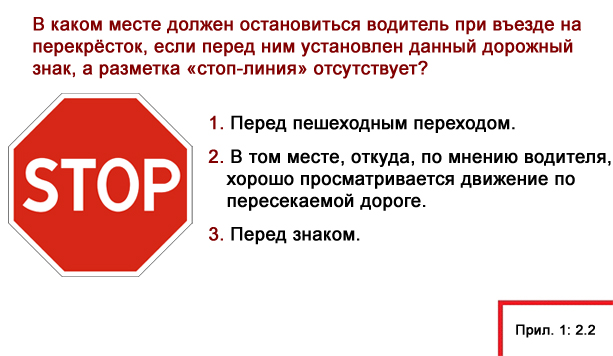 В каком месте должен остановиться водитель при въезде на
перекрёсток, если перед ним установлен данный дорожный
знак, а разметка «стоп-линия» отсутствует?
STOP
1. Перед пешеходным переходом.
2. В том месте, откуда, по мнению водителя,
хорошо просматривается движение по
пересекаемой дороге.
3. Перед знаком.
Прил. 1: 2.2